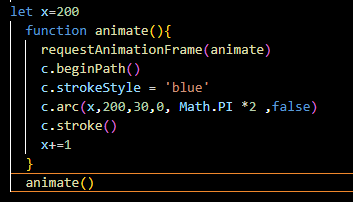 let x=200
function animate(){
requestAnimationFrame(animate)
c.beginPath()
c.strokeStyle = 'blue'
c.arc(x,200,30,0, Math.PI *2 ,false)
c.stroke()
x+=1
}
animate()